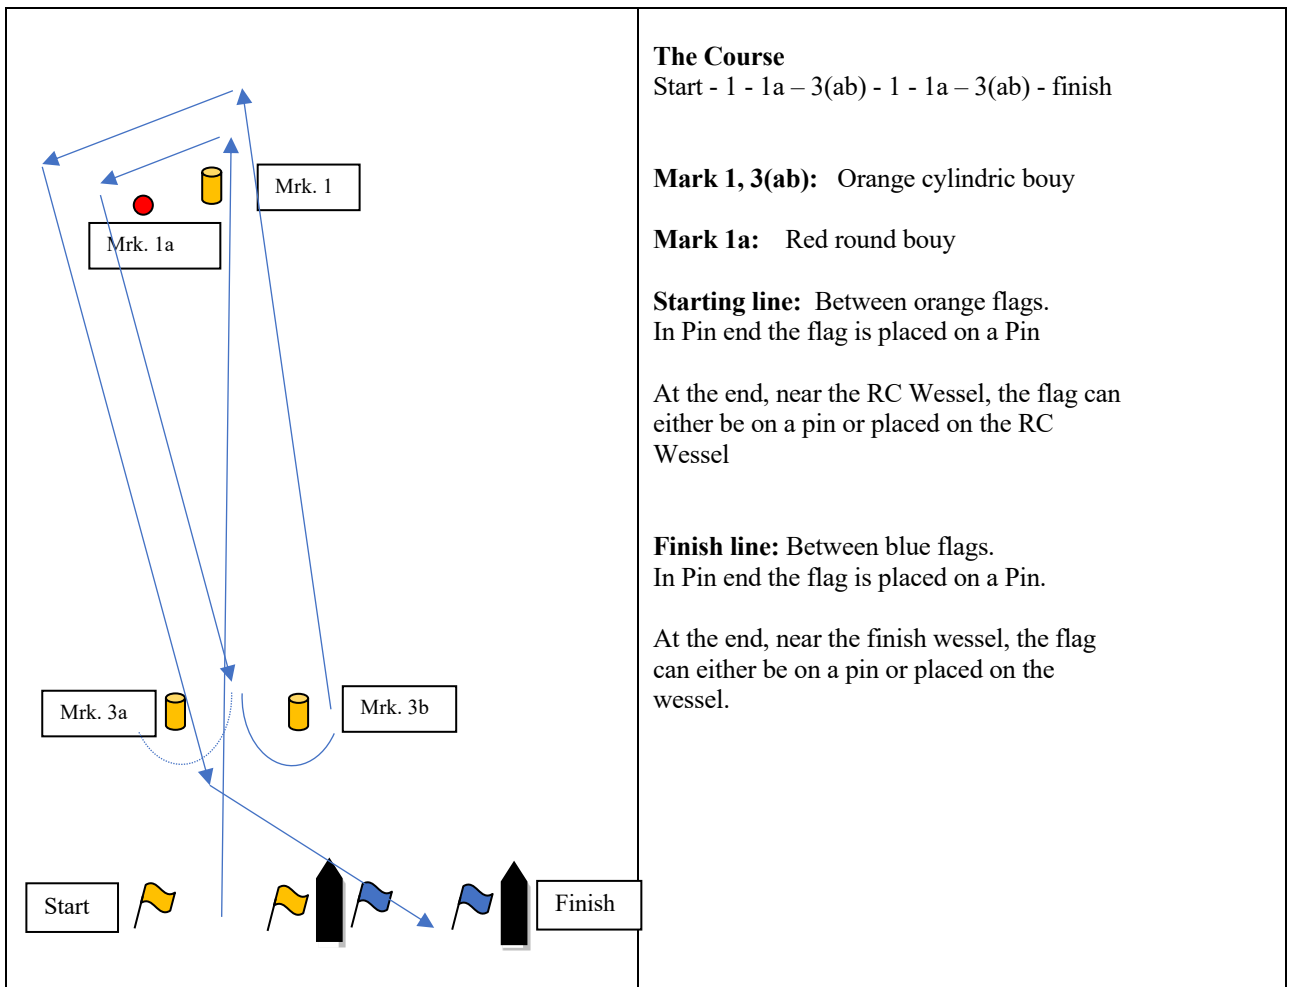 Mrk. 1
Mrk. 1a
Mrk. 3a
Mrk. 3b
Start
Finish
The Course
Start - 1 - 1a – 3(ab) - 1 - 1a – 3(ab) - finish
Mark 1, 3(ab): Orange cylindric bouy
Mark 1a: Red round bouy
Starting line: Between orange flags.
In Pin end the flag is placed on a Pin
At the end, near the RC Wessel, the flag can
either be on a pin or placed on the RC
Wessel
Finish line: Between blue flags.
In Pin end the flag is placed on a Pin.
At the end, near the finish wessel, the flag
can either be on a pin or placed on the
wessel.